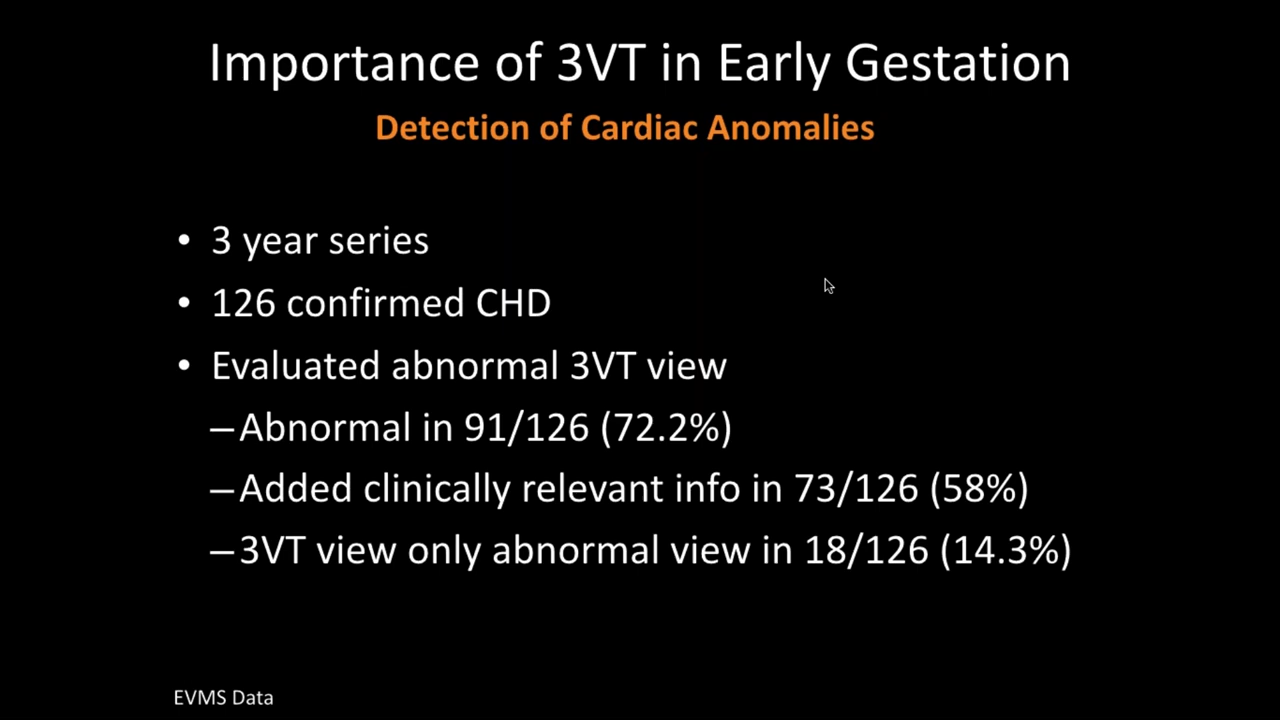 Importance of 3VT in Early Gestation
Detection of Cardiac Anomalies
• 3 year series
• 126 confirmed CHD
• Evaluated abnormal 3VT view
–Abnormal in 91/126 (72.2%)
–Added clinically relevant info in 73/126 (58%)
–3VT view only abnormal view in 18/126 (14.3%)
EVMS Data